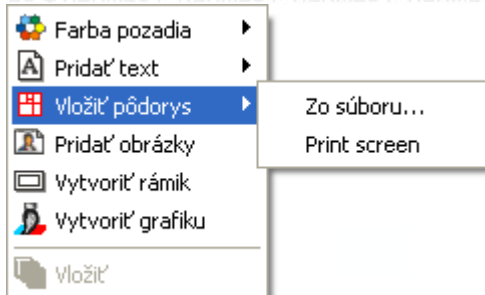 Farba pozadia
Pridať text
Vložiť pôdorys
Zo súboru...
Print screen
Pridať obrázky
Vytvoriť rámik
Vytvoriť grafiku
Vložiť